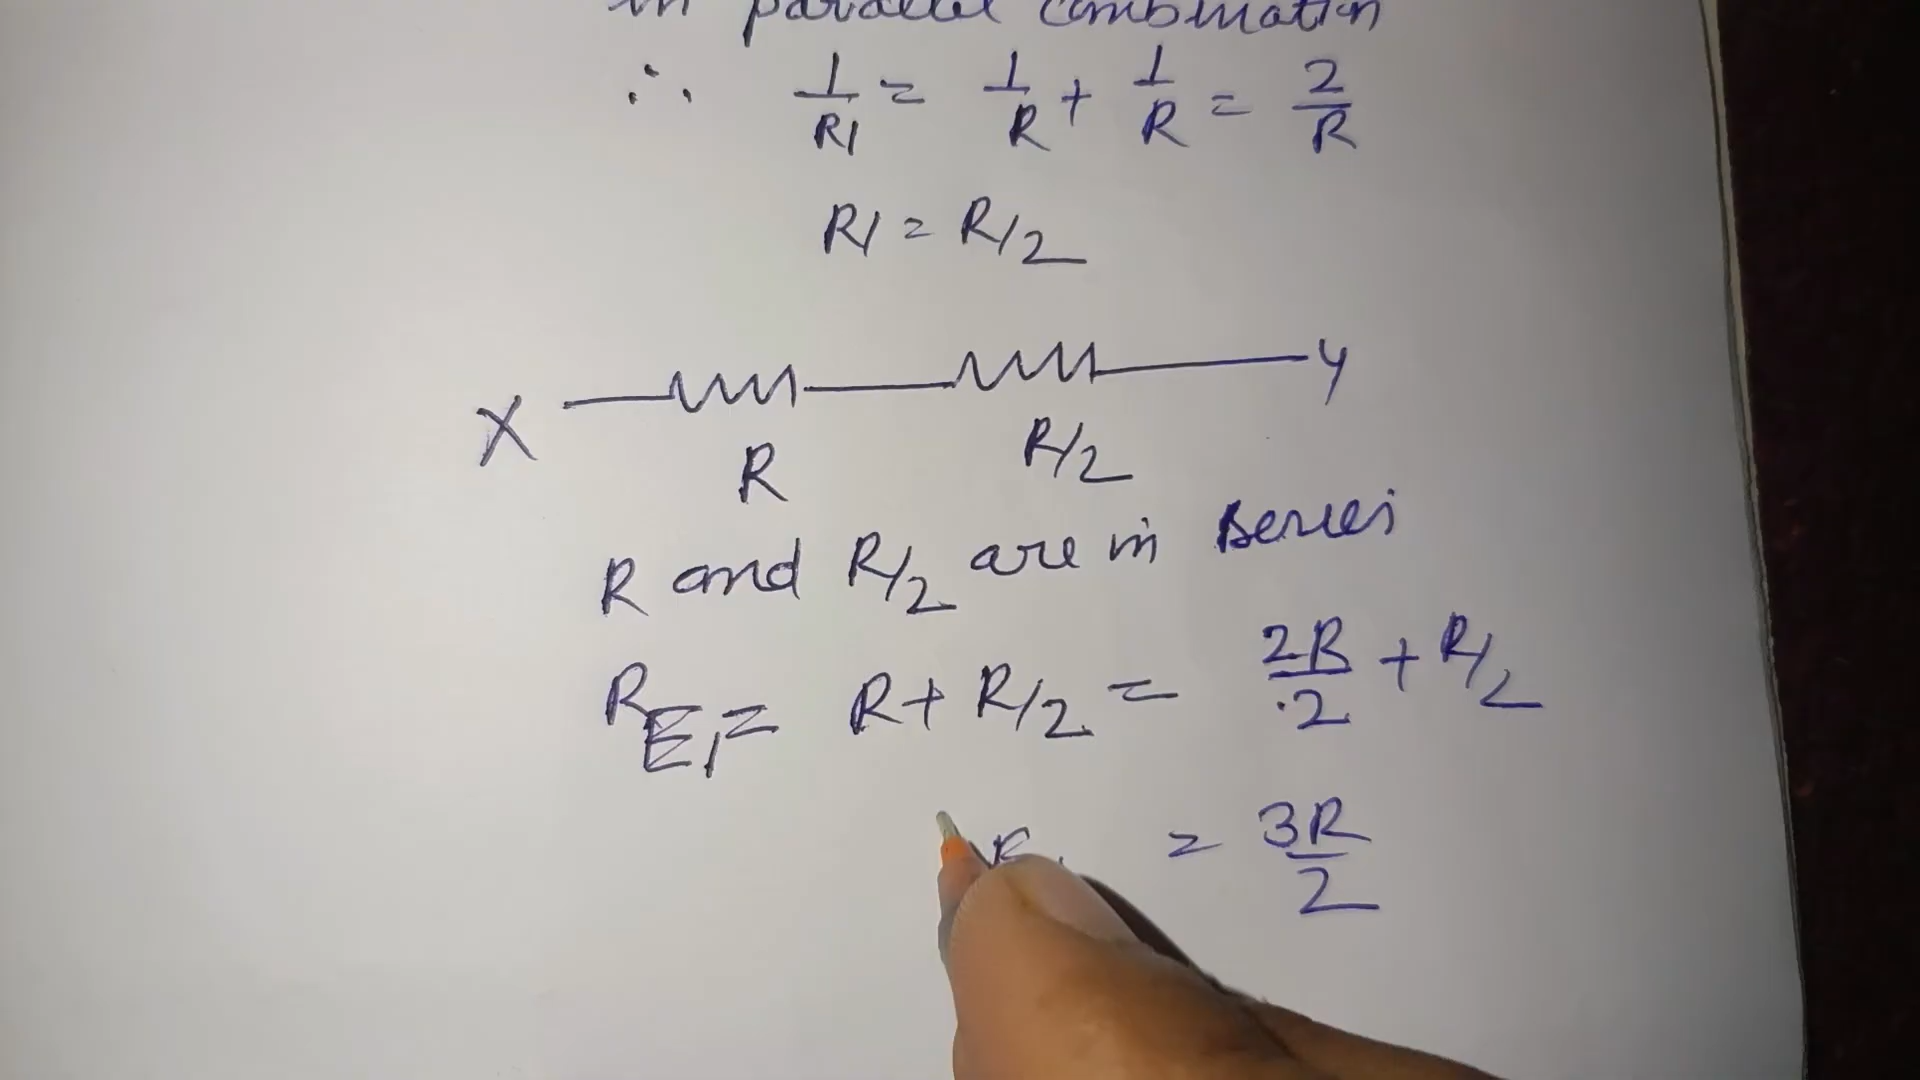 in parallel combination
∴ 1/R1 = 1/R + 1/R = 2/R
R1 = R/2
X Y
R R/2
R and R/2 are in series
RE1 = R + R/2 = 2R/2 + R/2
= 3R/2